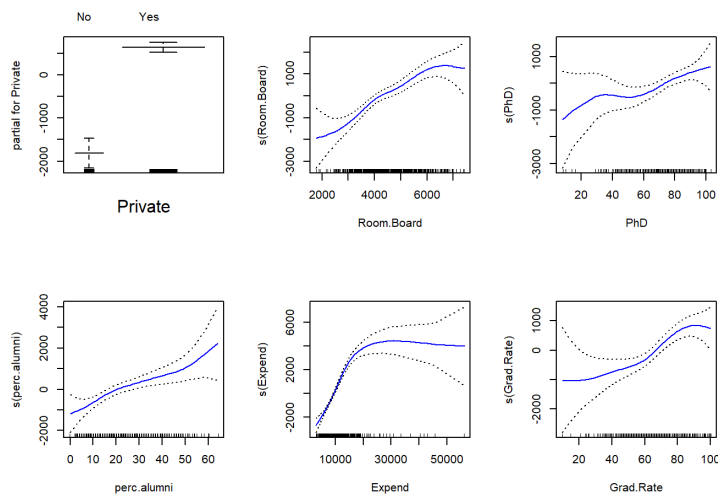 No Yes
partial for Private
0
-1000
-2000
Private
s(Room.Board)
1000
-1000
-3000
2000 4000 6000
Room.Board
s(PhD)
1000
-1000
-3000
20 40 60 80 100
PhD
s(perc.alumni)
4000
2000
0
-2000
0 10 20 30 40 50 60
perc.alumni
s(Expend)
6000
2000
-2000
10000 30000 50000
Expend
s(Grad.Rate)
1000
0
-2000
20 40 60 80 100
Grad.Rate